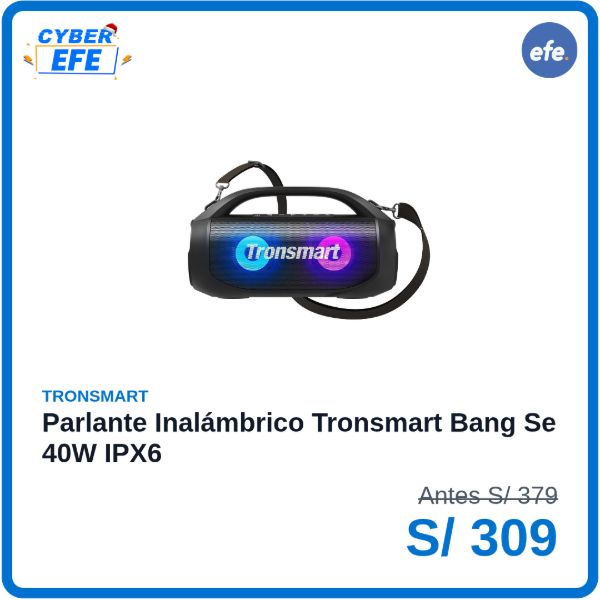 CYBER
EFE
efe.
Tronsmart
TRONSMART
Parlante Inalámbrico Tronsmart Bang Se
40W IPX6
Antes S/ 379
S/ 309